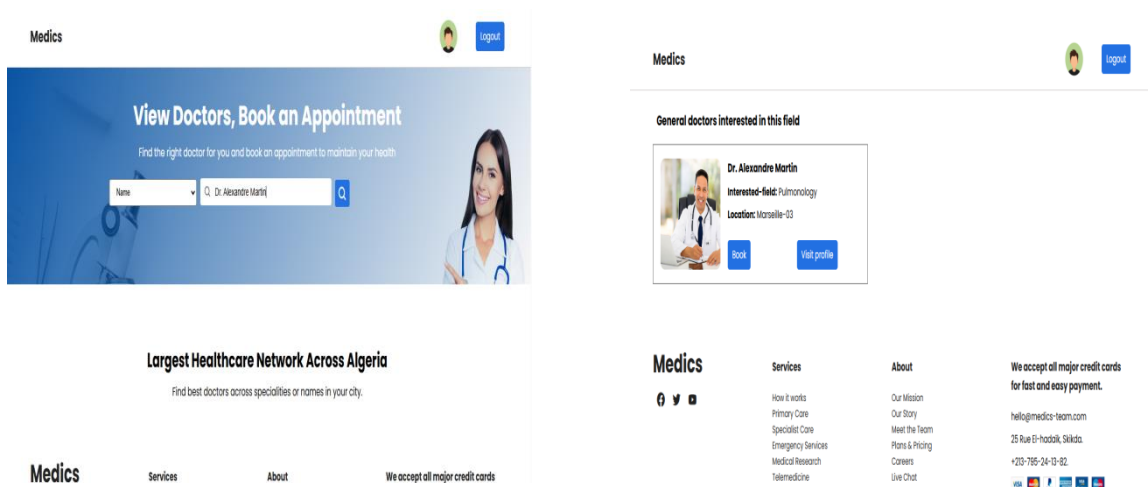 Medics
Logout
View Doctors, Book an Appointment
Find the right doctor for you and book an appointment to maintain your health
Name
Dr. Alexandre Martin
Largest Healthcare Network Across Algeria
Find best doctors across specialities or names in your city.
Medics
Services
About
We accept all major credit cards
Medics
Logout
General doctors interested in this field
Dr. Alexandre Martin
Interested-field: Pulmonology
Location: Marseille-03
Book
Visit profile
Medics
Services
How it works
Primary Care
Specialist Care
Emergency Services
Medical Research
Telemedicine
About
Our Mission
Our Story
Meet the Team
Plans & Pricing
Careers
Live Chat
We accept all major credit cards
for fast and easy payment.
hello@medics-team.com
25 Rue El-hadaik, Skikda.
+213-795-24-13-82.
VISA